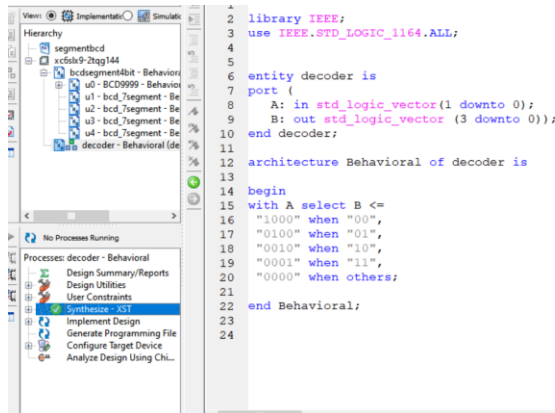 View:
Implementatic
Simulatic
Hierarchy
segmentbcd
xc6slx9-2tqg144
bcdsegment4bit - Behaviora
u0 - BCD9999 - Behavior
u1 - bcd_7segment - Be
u2 - bcd_7segment - Be
u3 - bcd_7segment - Be
u4 - bcd_7segment - Be
decoder - Behavioral (de
No Processes Running
Processes: decoder - Behavioral
Design Summary/Reports
Design Utilities
User Constraints
Synthesize - XST
Implement Design
Generate Programming File
Configure Target Device
Analyze Design Using Chi...
1
2 library IEEE;
3 use IEEE.STD_LOGIC_1164.ALL;
4
5
6 entity decoder is
7 port (
8 A: in std_logic_vector(1 downto 0);
9 B: out std_logic_vector (3 downto 0));
10 end decoder;
11
12 architecture Behavioral of decoder is
13
14 begin
15 with A select B <=
16 "1000" when "00",
17 "0100" when "01",
18 "0010" when "10",
19 "0001" when "11",
20 "0000" when others;
21
22 end Behavioral;
23
24